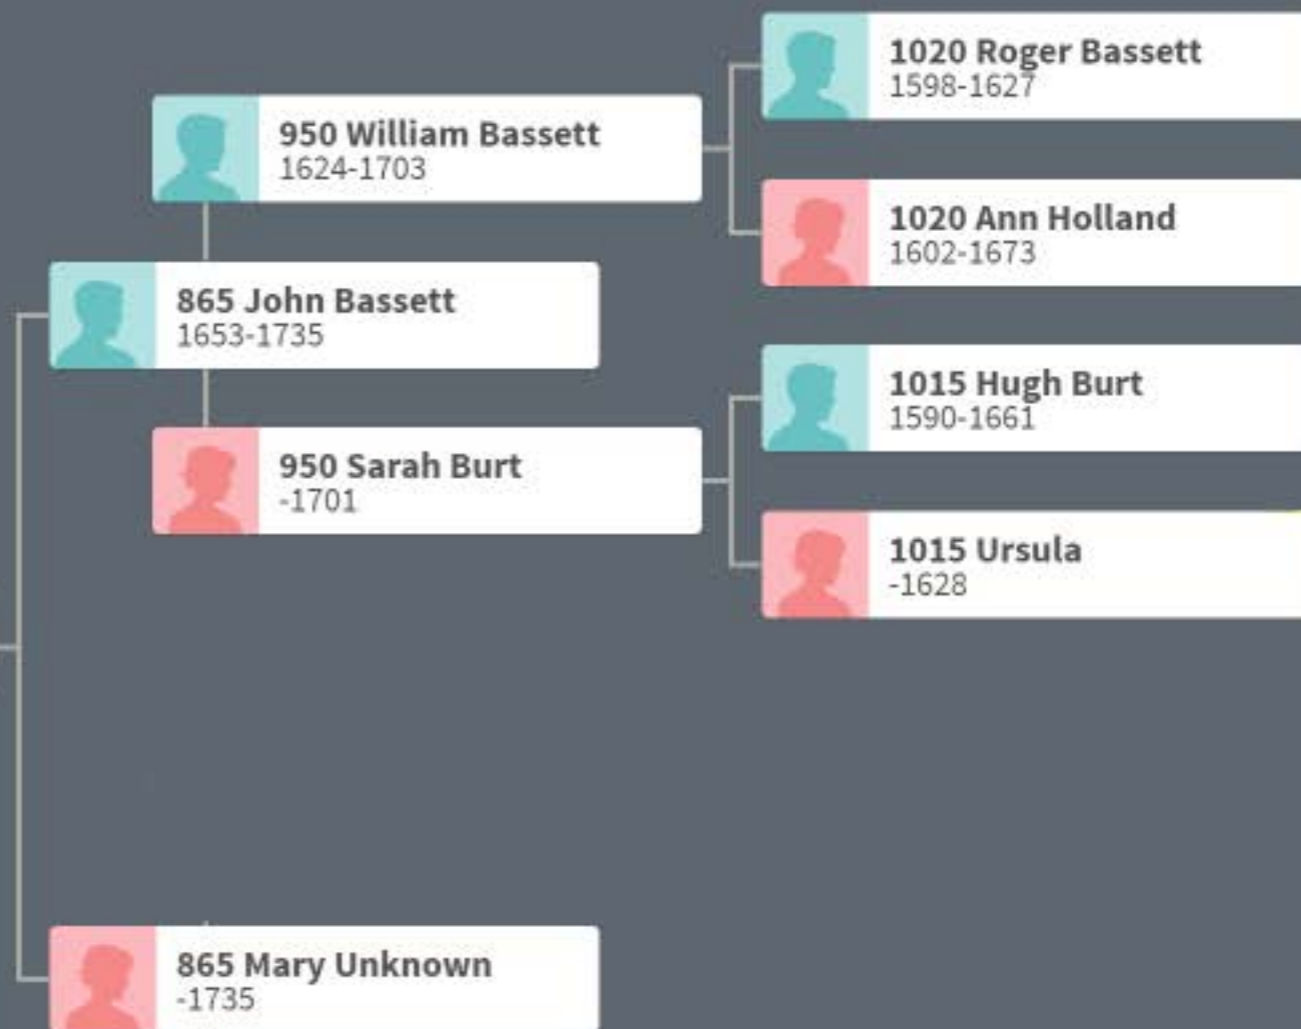 1020 Roger Bassett
1598-1627
950 William Bassett
1624-1703
1020 Ann Holland
1602-1673
865 John Bassett
1653-1735
1015 Hugh Burt
1590-1661
950 Sarah Burt
-1701
1015 Ursula
-1628
865 Mary Unknown
-1735